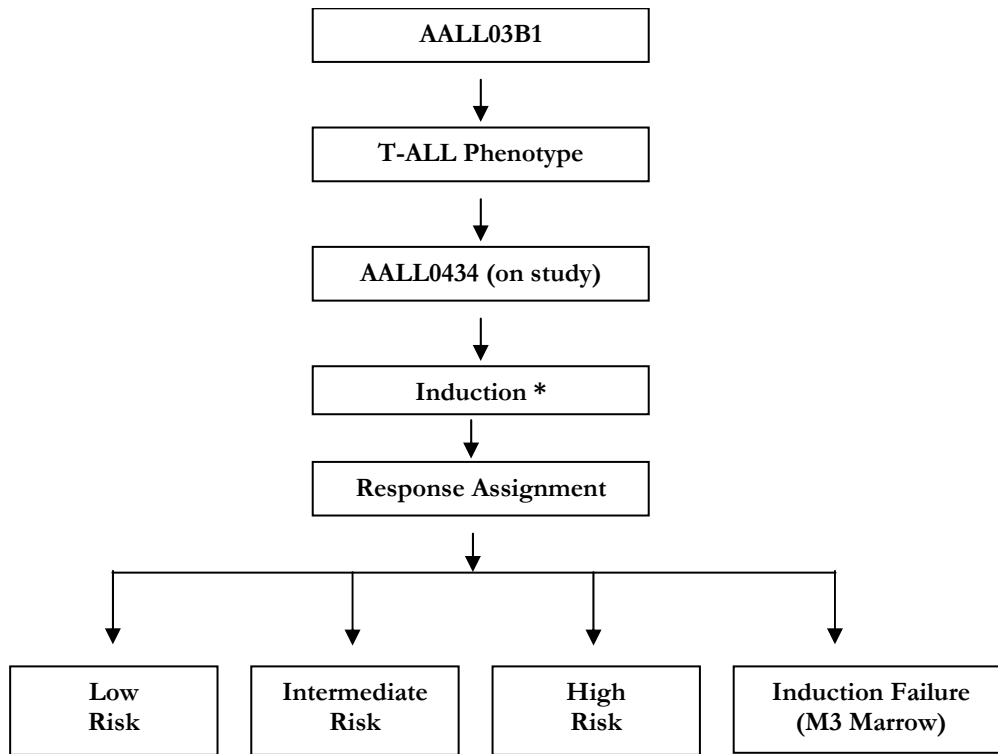 AALL03B1
T-ALL Phenotype
AALL0434 (on study)
Induction *
Response Assignment
Low
Risk
Intermediate
Risk
High
Risk
Induction Failure
(M3 Marrow)